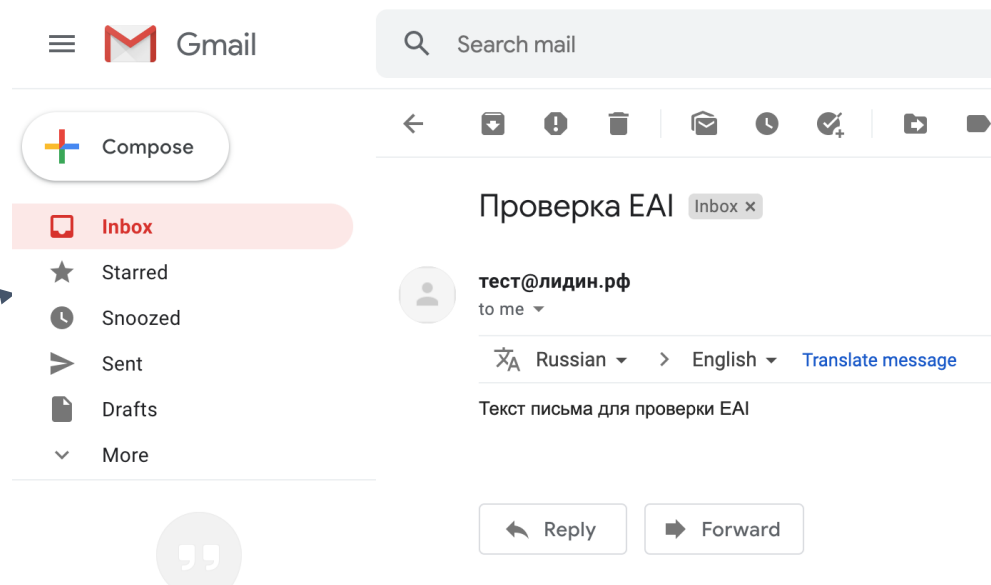 Gmail
Search mail
Compose
Inbox
Starred
Snoozed
Sent
Drafts
More
Проверка EAI Inbox ×
тест@лидин.рф
to me
Russian > English Translate message
Текст письма для проверки EAI
Reply Forward